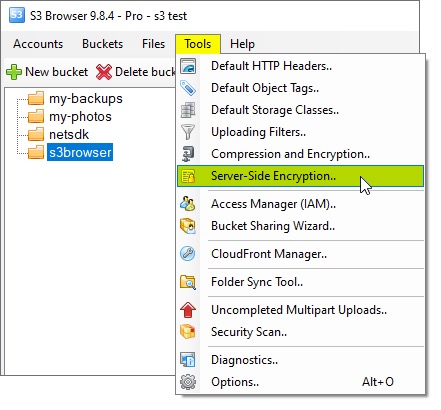 S3 S3 Browser 9.8.4 - Pro - s3 test
Accounts Buckets Files Tools Help
New bucket Delete buck
my-backups
my-photos
netsdk
s3browser
Default HTTP Headers..
Default Object Tags..
Default Storage Classes..
Uploading Filters..
Compression and Encryption..
Server-Side Encryption..
Access Manager (IAM)..
Bucket Sharing Wizard..
CloudFront Manager..
Folder Sync Tool..
Uncompleted Multipart Uploads..
Security Scan..
Diagnostics..
Options.. Alt+O